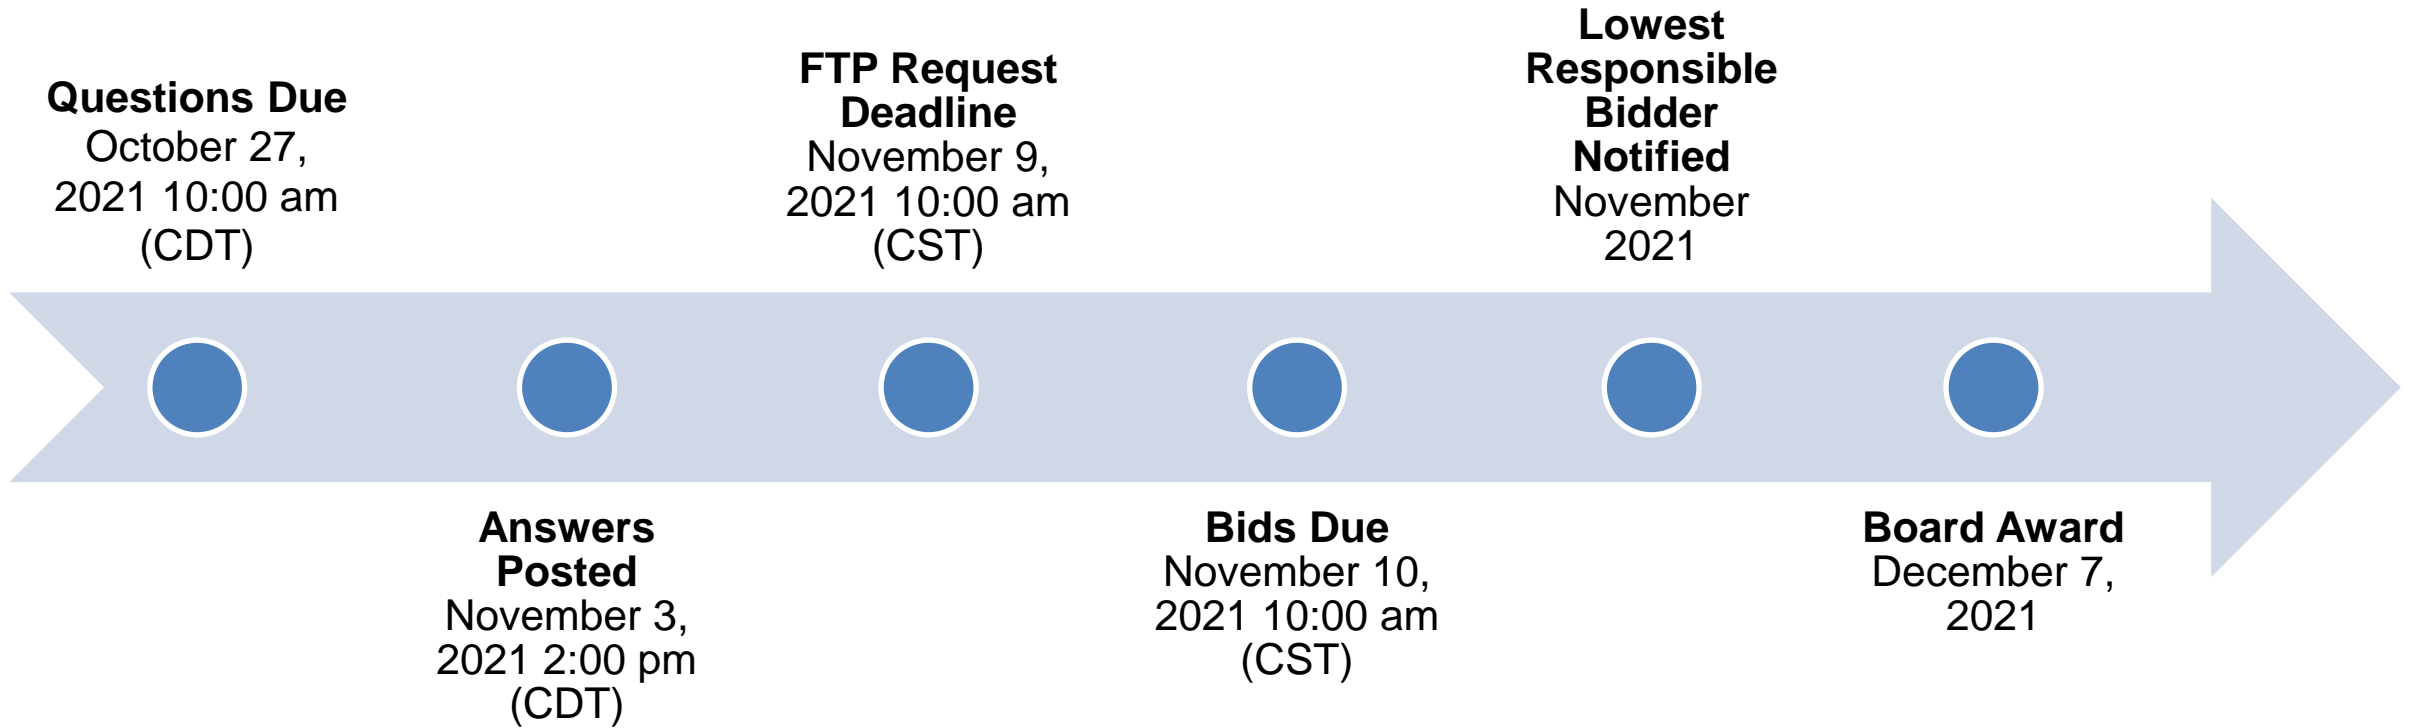 Questions Due
October 27,
2021 10:00 am
(CDT)
Answers
Posted
November 3,
2021 2:00 pm
(CDT)
FTP Request
Deadline
November 9,
2021 10:00 am
(CST)
Bids Due
November 10,
2021 10:00 am
(CST)
Lowest
Responsible
Bidder
Notified
November
2021
Board Award
December 7,
2021